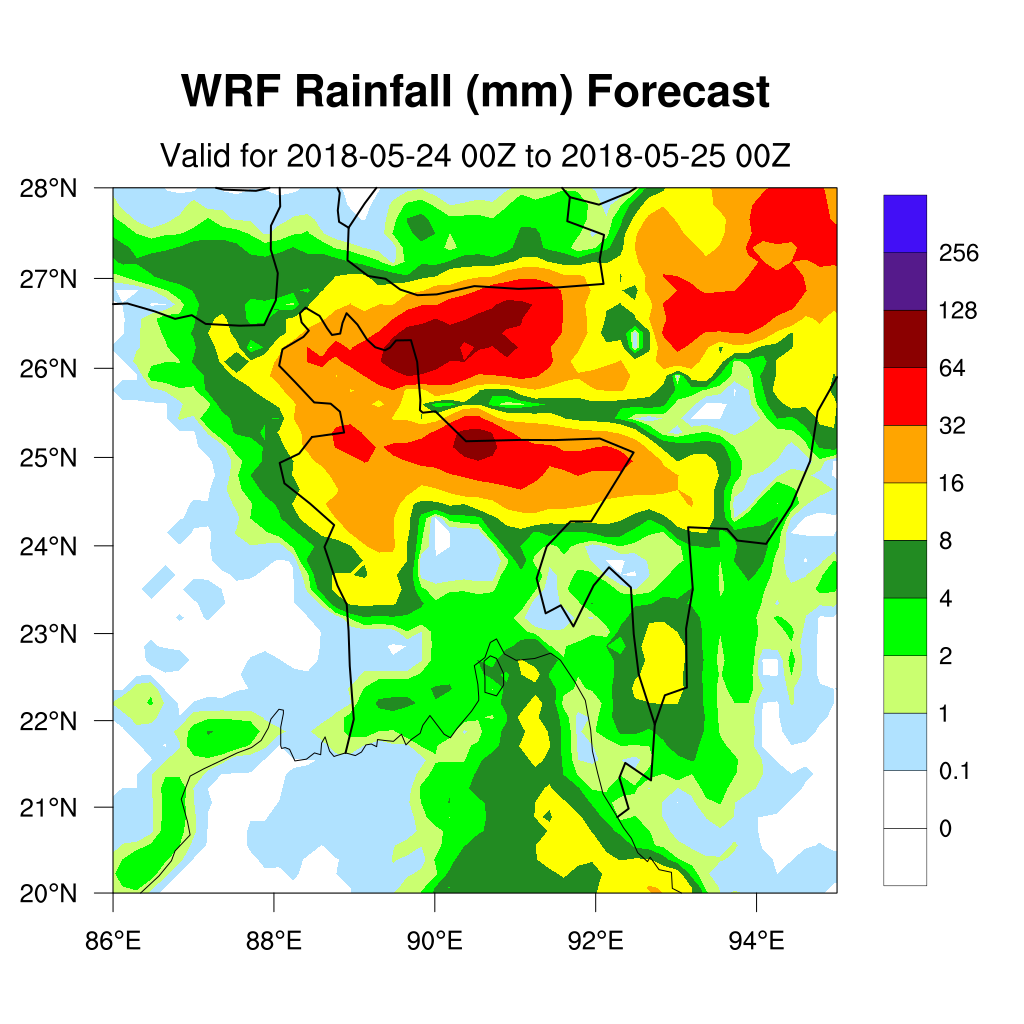 WRF Rainfall (mm) Forecast
Valid for 2018-05-24 00Z to 2018-05-25 00Z
28°N
27°N
26°N
25°N
24°N
23°N
22°N
21°N
20°N
86°E 88°E 90°E 92°E 94°E
256
128
64
32
16
8
4
2
1
0.1
0